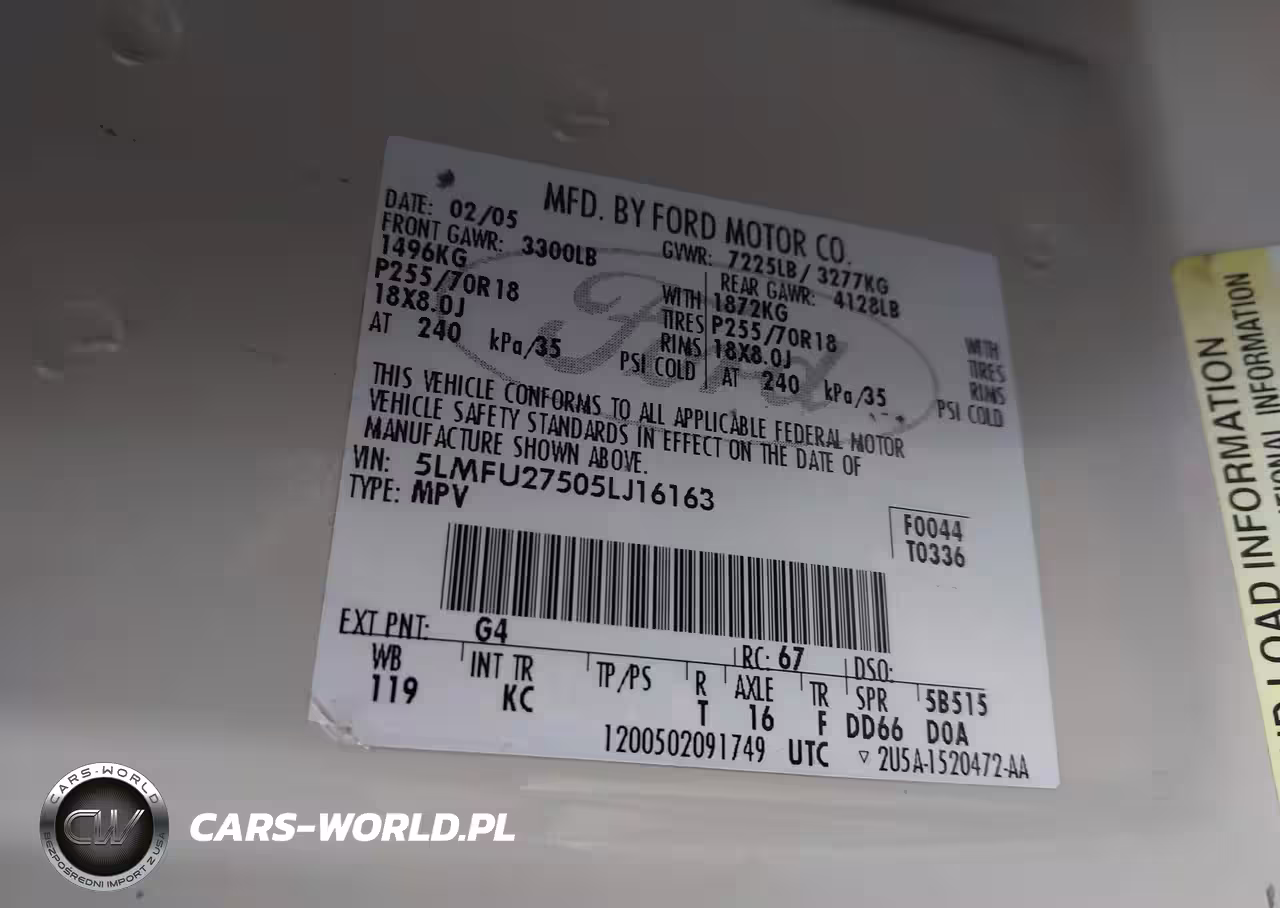 MFD. BY FORD MOTOR CO.
DATE: 02/05
GVWR: 7225LB / 3277KG
FRONT GAWR: 3300LB
REAR GAWR: 4128LB
1496KG WITH 1872KG WITH
P255/70R18 TIRES P255/70R18 TIRES
18X8.0J RIMS 18X8.0J RIMS
AT 240 kPa/35 PSI COLD AT 240 kPa/35 PSI COLD
Ford
THIS VEHICLE CONFORMS TO ALL APPLICABLE FEDERAL MOTOR
VEHICLE SAFETY STANDARDS IN EFFECT ON THE DATE OF
MANUFACTURE SHOWN ABOVE.
VIN: 5LMFU27505LJ16163
TYPE: MPV
F0044
T0336
EXT PNT: G4 RC: 67 DSO:
WB INT TR TP/PS R AXLE TR SPR 5B515
119 KC T 16 F DD66 DOA
1200502091749 UTC ▽ 2U5A-1520472-AA
LOAD INFORMATION
INFORMATION
CARS-WORLD
CW
BEZPOŚREDNI IMPORT Z USA
CARS-WORLD.PL